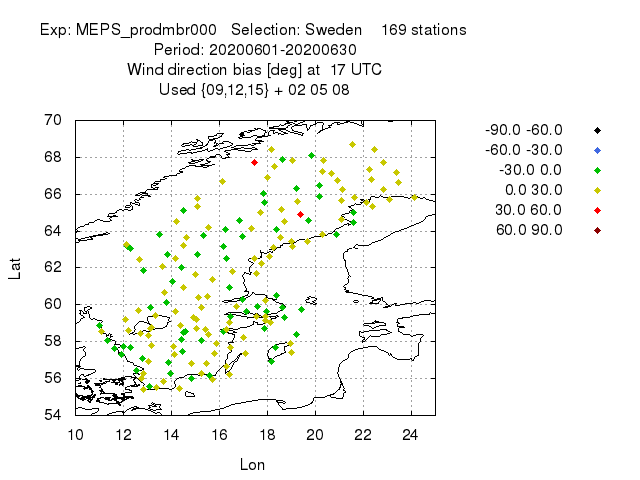 Exp: MEPS_prodmbr000 Selection: Sweden 169 stations
Period: 20200601-20200630
Wind direction bias [deg] at 17 UTC
Used {09,12,15} + 02 05 08
-90.0 -60.0
-60.0 -30.0
-30.0 0.0
0.0 30.0
30.0 60.0
60.0 90.0
70
68
66
64
62
60
58
56
54
Lat
10 12 14 16 18 20 22 24
Lon